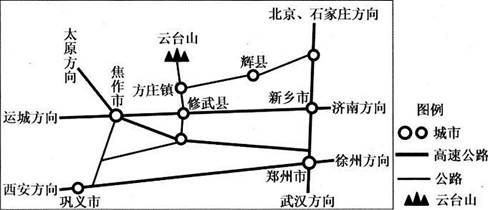 北京、石家庄方向
太原方向
云台山
焦作市
辉县
方庄镇
修武县
新乡市
运城方向
济南方向
图例
城市
高速公路
公路
云台山
徐州方向
郑州市
西安方向
巩义市
武汉方向